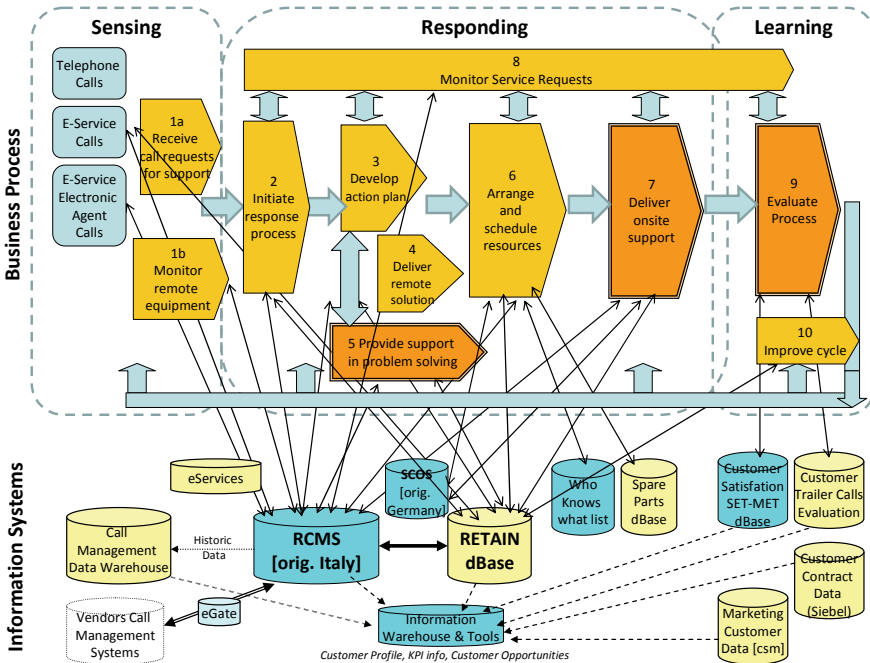 Sensing
Responding
Learning
Business Process
Information Systems
Telephone
Calls
E-Service
Calls
E-Service
Electronic
Agent
Calls
1a
Receive
call requests
for support
1b
Monitor
remote
equipment
8
Monitor Service Requests
2
Initiate
response
process
3
Develop
action plan
4
Deliver
remote
solution
5 Provide support
in problem solving
6
Arrange
and
schedule
resources
7
Deliver
onsite
support
9
Evaluate
Process
10
Improve cycle
eServices
SCOS
[orig.
Germany]
Who
Knows
what list
Spare
Parts
dBase
Customer
Satisfation
SET-MET
dBase
Customer
Trailer Calls
Evaluation
Call
Management
Data Warehouse
Historic
Data
RCMS
[orig. Italy]
RETAIN
dBase
Customer
Contract
Data
(Siebel)
Vendors Call
Management
Systems
eGate
Information
Warehouse & Tools
Marketing
Customer
Data [csm]
Customer Profile, KPI info, Customer Opportunities